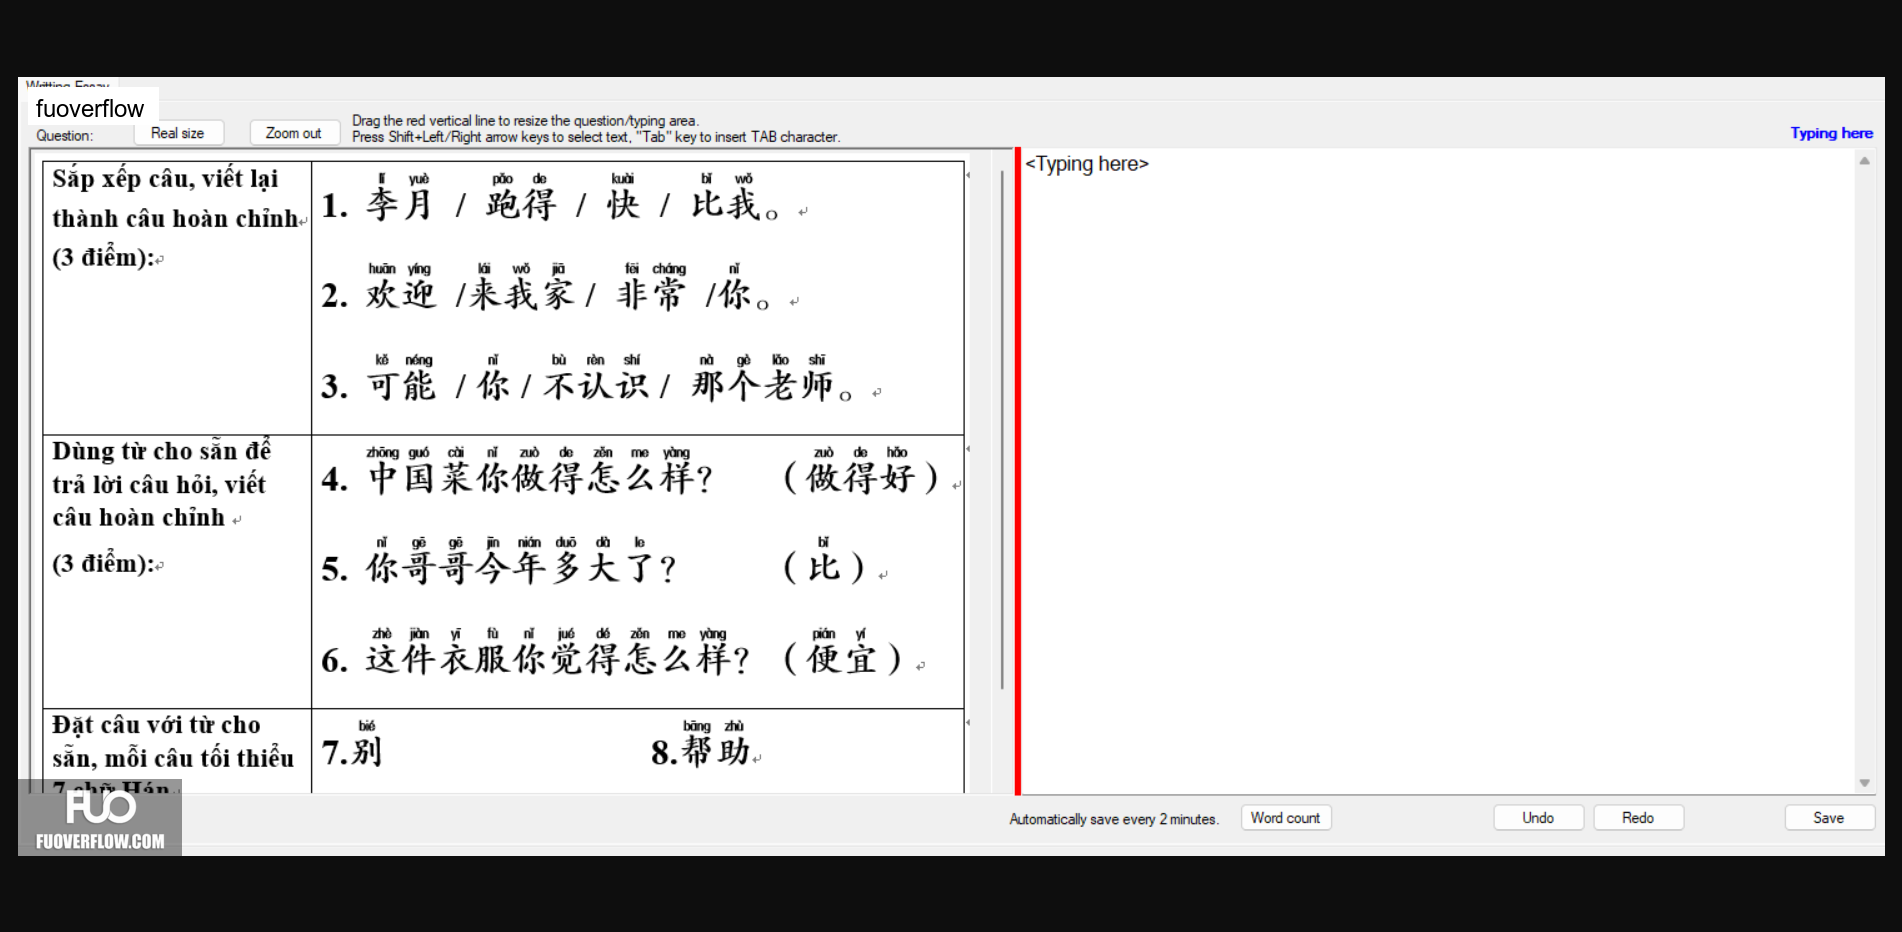 Writting Essay
fuoverflow
Question:
Real size
Zoom out
Drag the red vertical line to resize the question/typing area.
Press Shift+Left/Right arrow keys to select text, "Tab" key to insert TAB character.
Typing here
Sắp xếp câu, viết lại
thành câu hoàn chỉnh
(3 điểm):
lǐ yuè pǎo de kuài bǐ wǒ
1. 李月 / 跑得 / 快 / 比我。
huān yíng lái wǒ jiā fēi cháng nǐ
2. 欢迎 /来我家 / 非常 /你。
kě néng nǐ bù rèn shí nà gè lǎo shī
3. 可能 / 你 / 不认识 / 那个老师。
Dùng từ cho sẵn để
trả lời câu hỏi, viết
câu hoàn chỉnh
(3 điểm):
zhōng guó cài nǐ zuò de zěn me yàng zuò de hǎo
4. 中国菜你做得怎么样? (做得好)
nǐ gē gē jīn nián duō dà le bǐ
5. 你哥哥今年多大了? (比)
zhè jiàn yī fù nǐ jué dé zěn me yàng pián yí
6. 这件衣服你觉得怎么样? (便宜)
Đặt câu với từ cho
sẵn, mỗi câu tối thiểu
7 chữ Hán
bié bāng zhù
7.别 8.帮助
<Typing here>
FUO
FUOVERFLOW.COM
Automatically save every 2 minutes.
Word count
Undo
Redo
Save